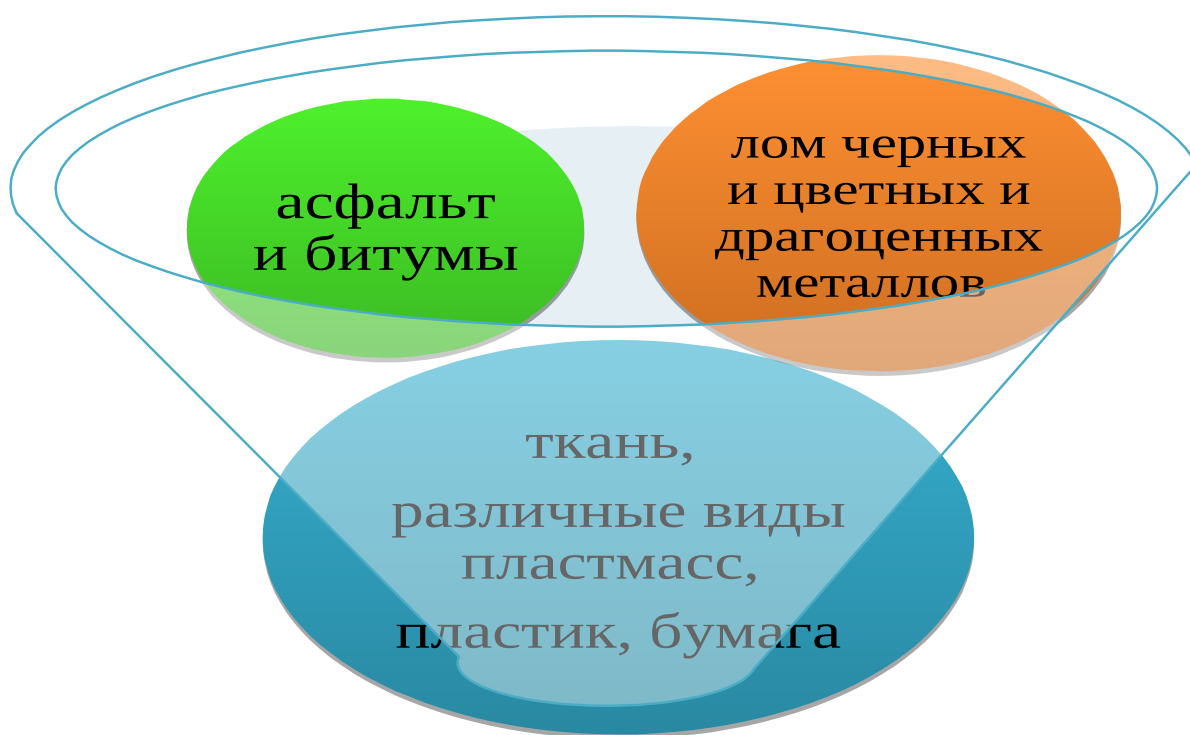 асфальт
и битумы
лом черных
и цветных и
драгоценных
металлов
ткань,
различные виды
пластмасс,
пластик, бумага